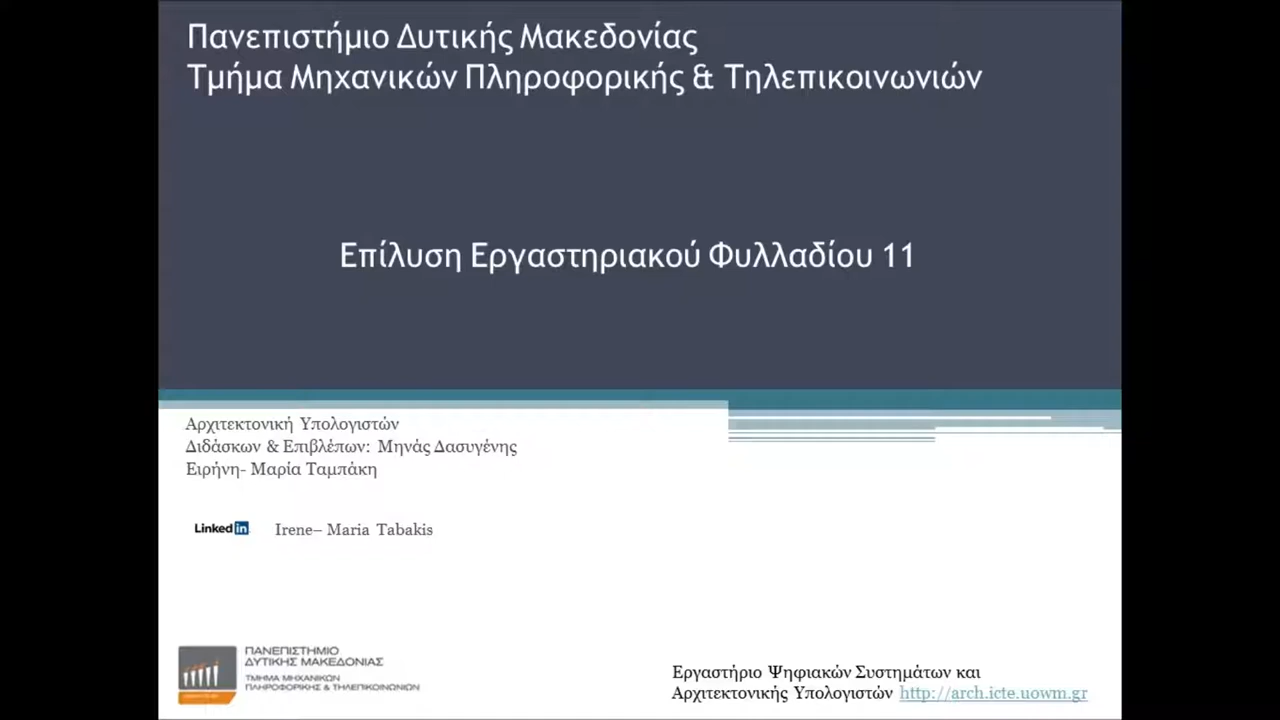 Πανεπιστήμιο Δυτικής Μακεδονίας
Τμήμα Μηχανικών Πληροφορικής & Τηλεπικοινωνιών
Επίλυση Εργαστηριακού Φυλλαδίου 11
Αρχιτεκτονική Υπολογιστών
Διδάσκων & Επιβλέπων: Μηνάς Δασυγένης
Ειρήνη- Μαρία Ταμπάκη
Linked in Irene– Maria Tabakis
ΠΑΝΕΠΙΣΤΗΜΙΟ
ΔΥΤΙΚΗΣ ΜΑΚΕΔΟΝΙΑΣ
ΤΜΗΜΑ ΜΗΧΑΝΙΚΩΝ
ΠΛΗΡΟΦΟΡΙΚΗΣ & ΤΗΛΕΠΙΚΟΙΝΩΝΙΩΝ
Εργαστήριο Ψηφιακών Συστημάτων και
Αρχιτεκτονικής Υπολογιστών http://arch.icte.uowm.gr